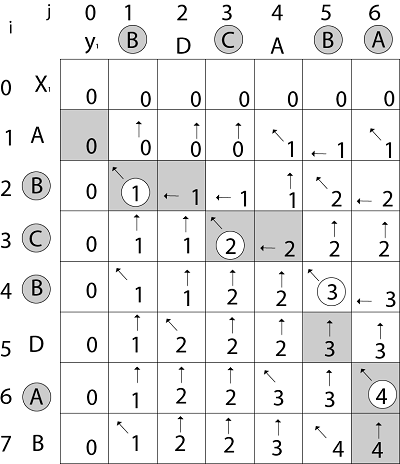 j 0 1 2 3 4 5 6
i y₁ B D C A B A
0 X₁ 0 0 0 0 0 0 0
1 A 0 ↑0 ↑0 ↑0 ↖1 ←1 ↖1
2 B 0 ↖1 ←1 ←1 ↑1 ↖2 ←2
3 C 0 ↑1 ↑1 ↖2 ←2 ↑2 ↑2
4 B 0 ↖1 ↑1 ↑2 ↑2 ↖3 ←3
5 D 0 ↑1 ↖2 ↑2 ↑2 ↑3 ↑3
6 A 0 ↑1 ↑2 ↑2 ↖3 ↑3 ↖4
7 B 0 ↖1 ↑2 ↑2 ↑3 ↖4 ↑4